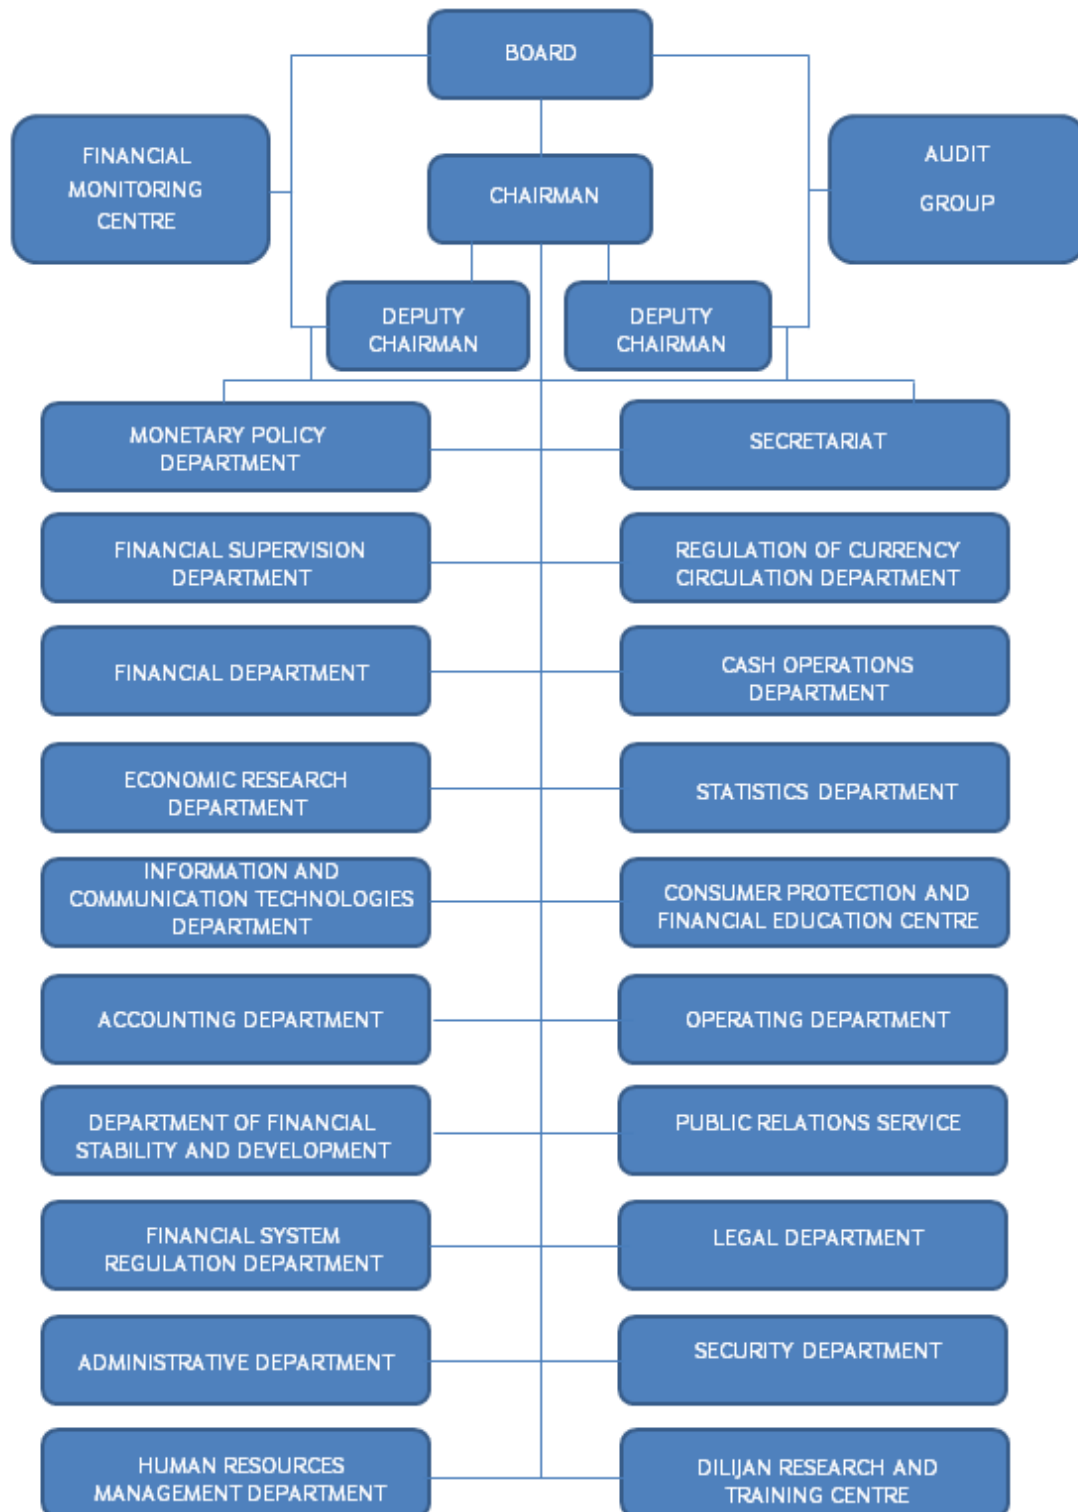 BOARD
FINANCIAL
MONITORING
CENTRE
CHAIRMAN
AUDIT
GROUP
DEPUTY
CHAIRMAN
DEPUTY
CHAIRMAN
MONETARY POLICY
DEPARTMENT
SECRETARIAT
FINANCIAL SUPERVISION
DEPARTMENT
REGULATION OF CURRENCY
CIRCULATION DEPARTMENT
FINANCIAL DEPARTMENT
CASH OPERATIONS
DEPARTMENT
ECONOMIC RESEARCH
DEPARTMENT
STATISTICS DEPARTMENT
INFORMATION AND
COMMUNICATION TECHNOLOGIES
DEPARTMENT
CONSUMER PROTECTION AND
FINANCIAL EDUCATION CENTRE
ACCOUNTING DEPARTMENT
OPERATING DEPARTMENT
DEPARTMENT OF FINANCIAL
STABILITY AND DEVELOPMENT
PUBLIC RELATIONS SERVICE
FINANCIAL SYSTEM
REGULATION DEPARTMENT
LEGAL DEPARTMENT
ADMINISTRATIVE DEPARTMENT
SECURITY DEPARTMENT
HUMAN RESOURCES
MANAGEMENT DEPARTMENT
DILIJAN RESEARCH AND
TRAINING CENTRE